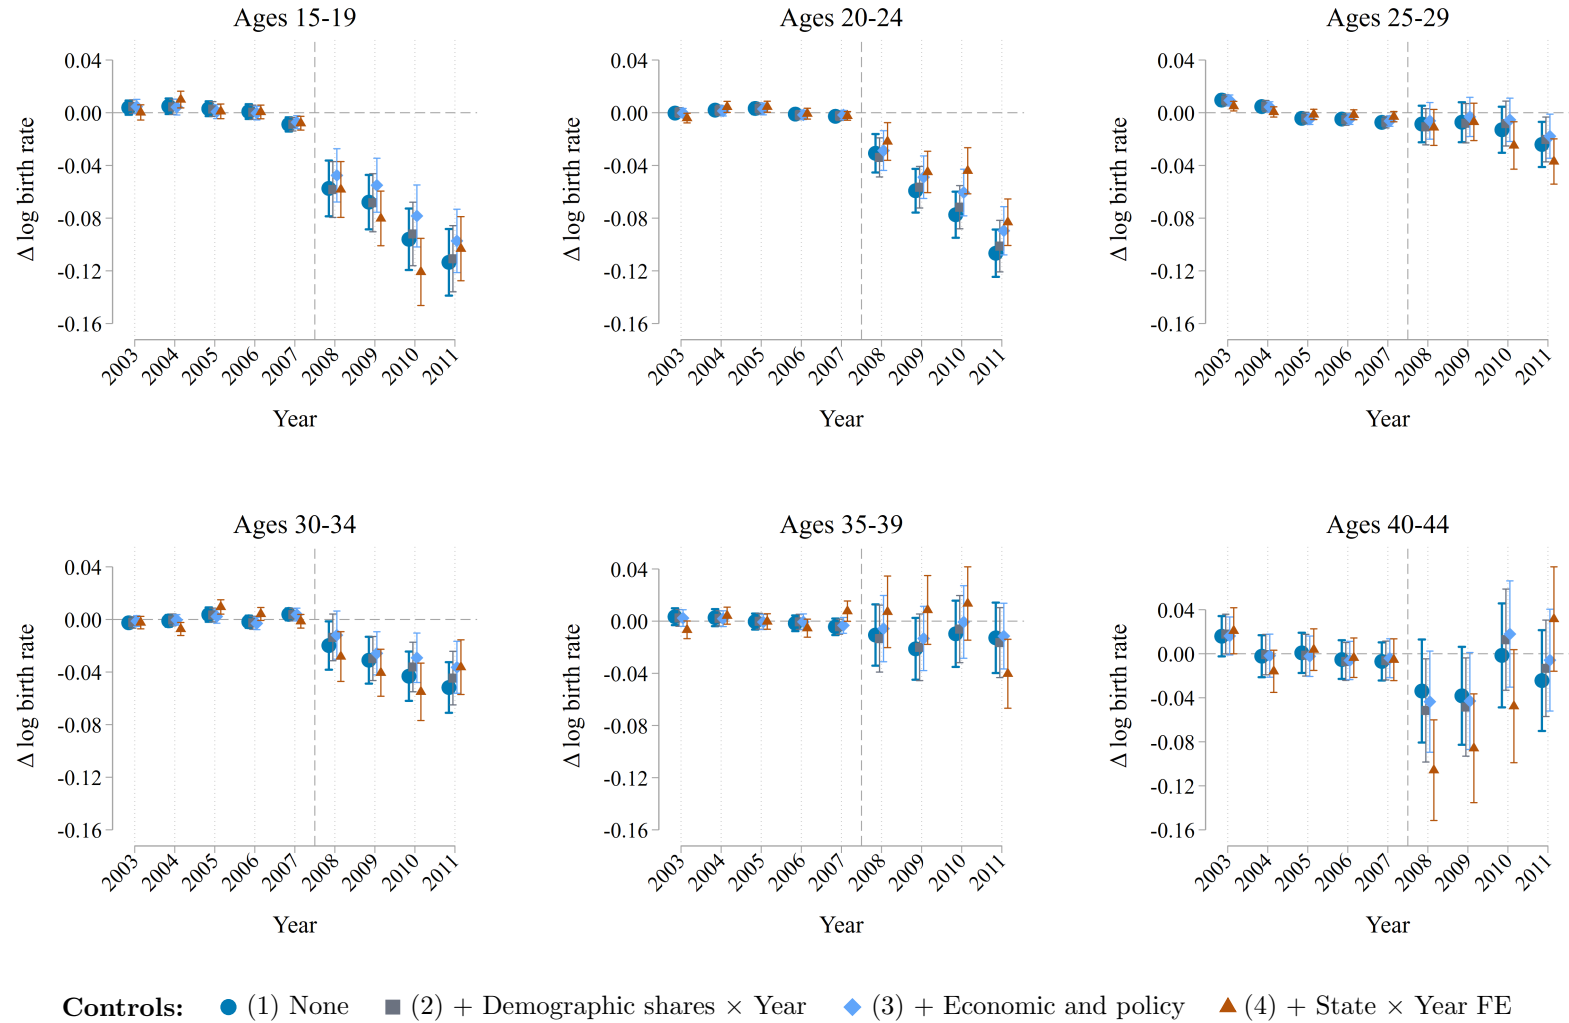 Ages 15-19
Δ log birth rate
0.04
0.00
-0.04
-0.08
-0.12
-0.16
2003 2004 2005 2006 2007 2008 2009 2010 2011
Year
Ages 20-24
Δ log birth rate
0.04
0.00
-0.04
-0.08
-0.12
-0.16
2003 2004 2005 2006 2007 2008 2009 2010 2011
Year
Ages 25-29
Δ log birth rate
0.04
0.00
-0.04
-0.08
-0.12
-0.16
2003 2004 2005 2006 2007 2008 2009 2010 2011
Year
Ages 30-34
Δ log birth rate
0.04
0.00
-0.04
-0.08
-0.12
-0.16
2003 2004 2005 2006 2007 2008 2009 2010 2011
Year
Ages 35-39
Δ log birth rate
0.04
0.00
-0.04
-0.08
-0.12
-0.16
2003 2004 2005 2006 2007 2008 2009 2010 2011
Year
Ages 40-44
Δ log birth rate
0.04
0.00
-0.04
-0.08
-0.12
-0.16
2003 2004 2005 2006 2007 2008 2009 2010 2011
Year
Controls: (1) None (2) + Demographic shares × Year (3) + Economic and policy (4) + State × Year FE